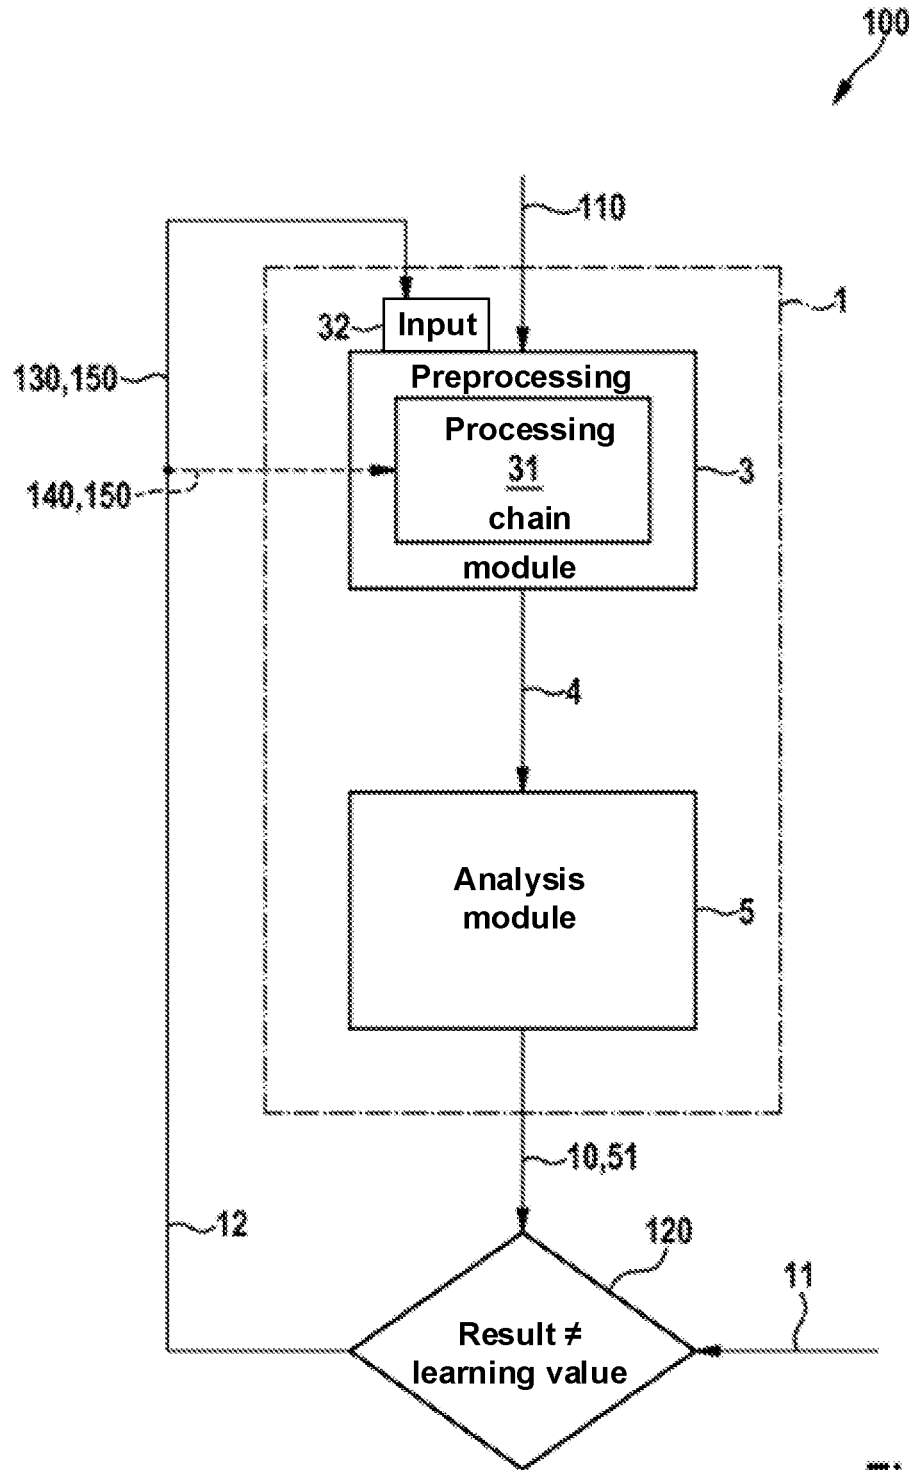 100
110
1
32
Input
130,150
Preprocessing
Processing
31
3
140,150
chain
module
4
Analysis
module
5
10,51
12
120
11
Result ≠
learning value